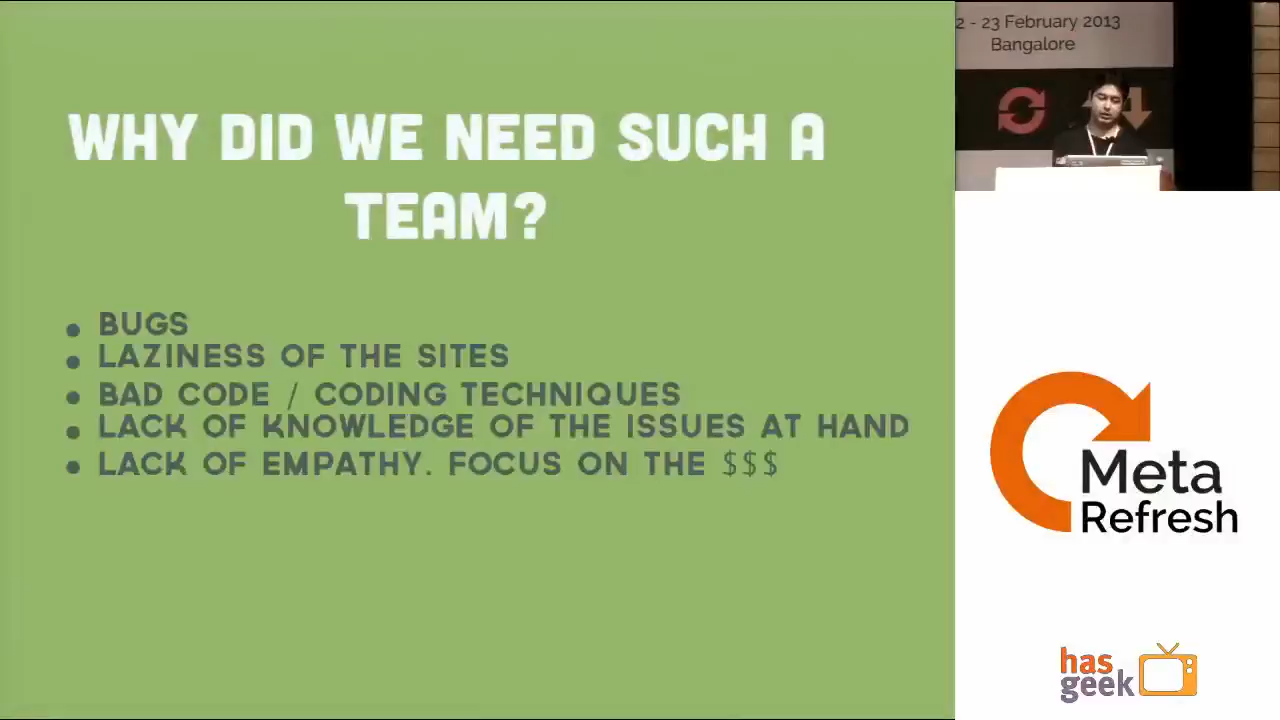 WHY DID WE NEED SUCH A
TEAM?
• BUGS
• LAZINESS OF THE SITES
• BAD CODE / CODING TECHNIQUES
• LACK OF KNOWLEDGE OF THE ISSUES AT HAND
• LACK OF EMPATHY. FOCUS ON THE $$$
2 - 23 February 2013
Bangalore
Meta
Refresh
has
geek